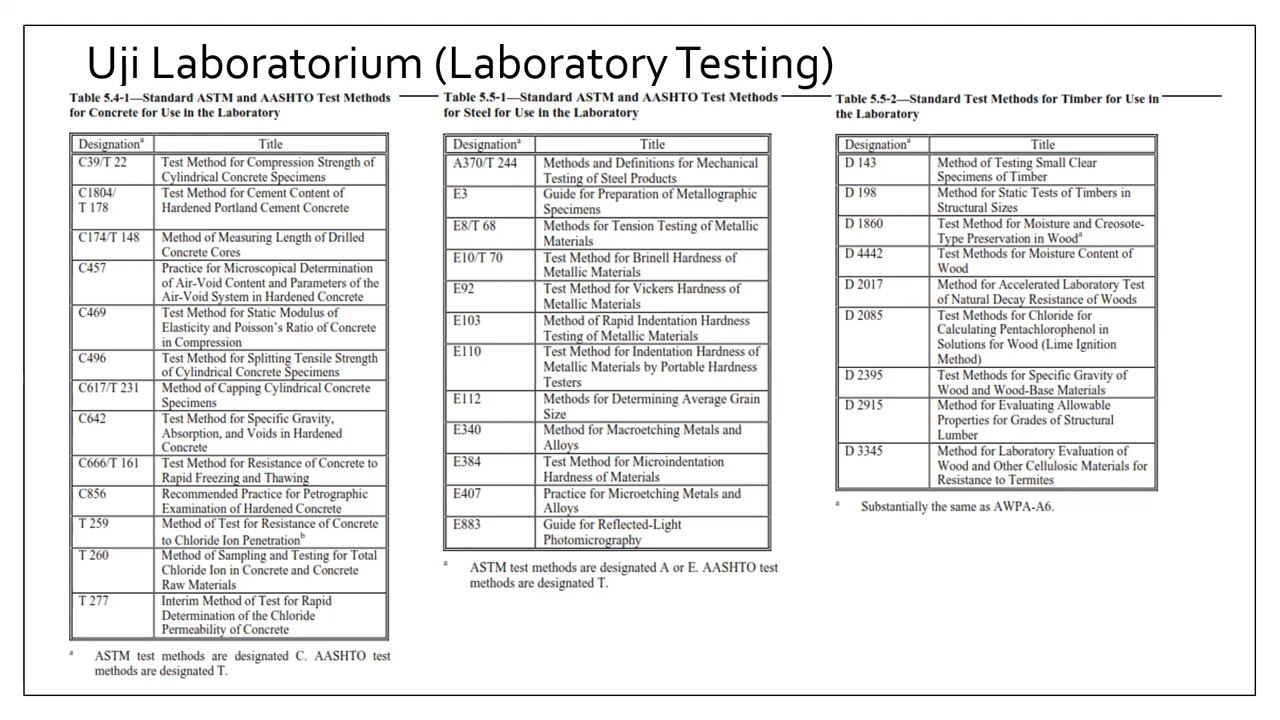 Uji Laboratorium (Laboratory Testing)
Table 5.4-1—Standard ASTM and AASHTO Test Methods
for Concrete for Use in the Laboratory
Designationa Title
C39/T 22 Test Method for Compression Strength of
Cylindrical Concrete Specimens
C1804/ Test Method for Cement Content of
T 178 Hardened Portland Cement Concrete
C174/T 148 Method of Measuring Length of Drilled
Concrete Cores
C457 Practice for Microscopical Determination
of Air-Void Content and Parameters of the
Air-Void System in Hardened Concrete
C469 Test Method for Static Modulus of
Elasticity and Poisson's Ratio of Concrete
in Compression
C496 Test Method for Splitting Tensile Strength
of Cylindrical Concrete Specimens
C617/T 231 Method of Capping Cylindrical Concrete
Specimens
C642 Test Method for Specific Gravity,
Absorption, and Voids in Hardened
Concrete
C666/T 161 Test Method for Resistance of Concrete to
Rapid Freezing and Thawing
C856 Recommended Practice for Petrographic
Examination of Hardened Concrete
T 259 Method of Test for Resistance of Concrete
to Chloride Ion Penetrationb
T 260 Method of Sampling and Testing for Total
Chloride Ion in Concrete and Concrete
Raw Materials
T 277 Interim Method of Test for Rapid
Determination of the Chloride
Permeability of Concrete
a ASTM test methods are designated C. AASHTO test
methods are designated T.
Table 5.5-1—Standard ASTM and AASHTO Test Methods
for Steel for Use in the Laboratory
Designationa Title
A370/T 244 Methods and Definitions for Mechanical
Testing of Steel Products
E3 Guide for Preparation of Metallographic
Specimens
E8/T 68 Methods for Tension Testing of Metallic
Materials
E10/T 70 Test Method for Brinell Hardness of
Metallic Materials
E92 Test Method for Vickers Hardness of
Metallic Materials
E103 Method of Rapid Indentation Hardness
Testing of Metallic Materials
E110 Test Method for Indentation Hardness of
Metallic Materials by Portable Hardness
Testers
E112 Methods for Determining Average Grain
Size
E340 Method for Macroetching Metals and
Alloys
E384 Test Method for Microindentation
Hardness of Materials
E407 Practice for Microetching Metals and
Alloys
E883 Guide for Reflected-Light
Photomicrography
a ASTM test methods are designated A or E. AASHTO test
methods are designated T.
Table 5.5-2—Standard Test Methods for Timber for Use in
the Laboratory
Designationa Title
D 143 Method of Testing Small Clear
Specimens of Timber
D 198 Method for Static Tests of Timbers in
Structural Sizes
D 1860 Test Method for Moisture and Creosote-
Type Preservation in Wooda
D 4442 Test Methods for Moisture Content of
Wood
D 2017 Method for Accelerated Laboratory Test
of Natural Decay Resistance of Woods
D 2085 Test Methods for Chloride for
Calculating Pentachlorophenol in
Solutions for Wood (Lime Ignition
Method)
D 2395 Test Methods for Specific Gravity of
Wood and Wood-Base Materials
D 2915 Method for Evaluating Allowable
Properties for Grades of Structural
Lumber
D 3345 Method for Laboratory Evaluation of
Wood and Other Cellulosic Materials for
Resistance to Termites
a Substantially the same as AWPA-A6.